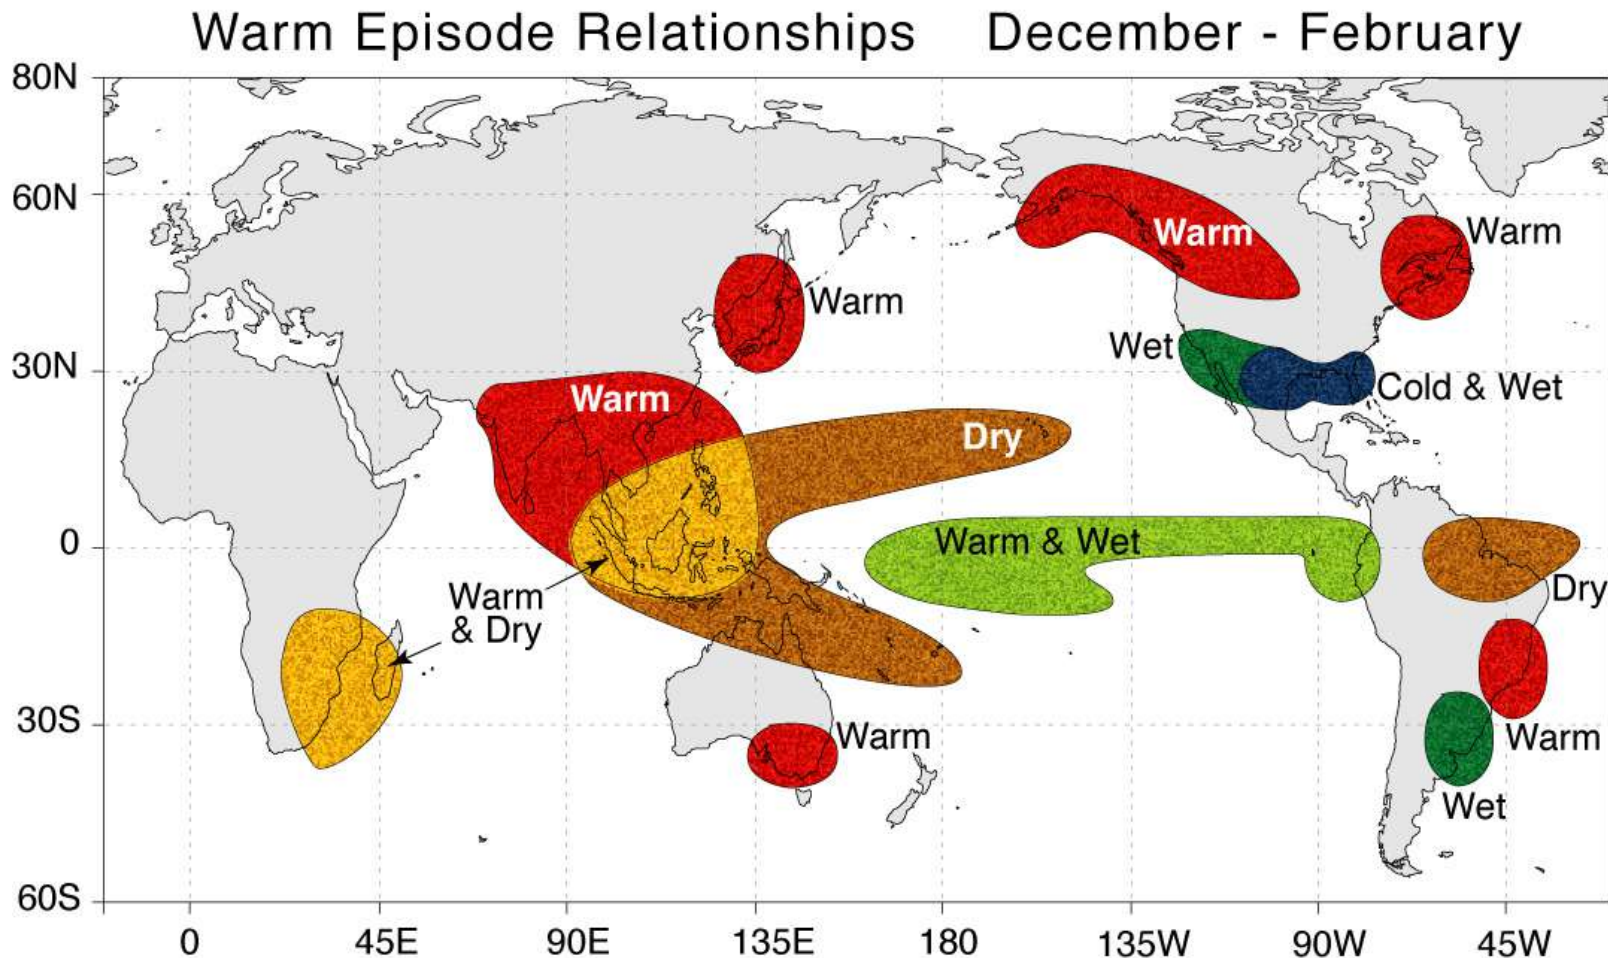 Warm Episode Relationships December - February
80N
60N
30N
0
30S
60S
0 45E 90E 135E 180 135W 90W 45W
Warm
Warm
Warm
Wet
Cold & Wet
Warm
Dry
Warm & Wet
Warm
& Dry
Dry
Warm
Warm
Wet